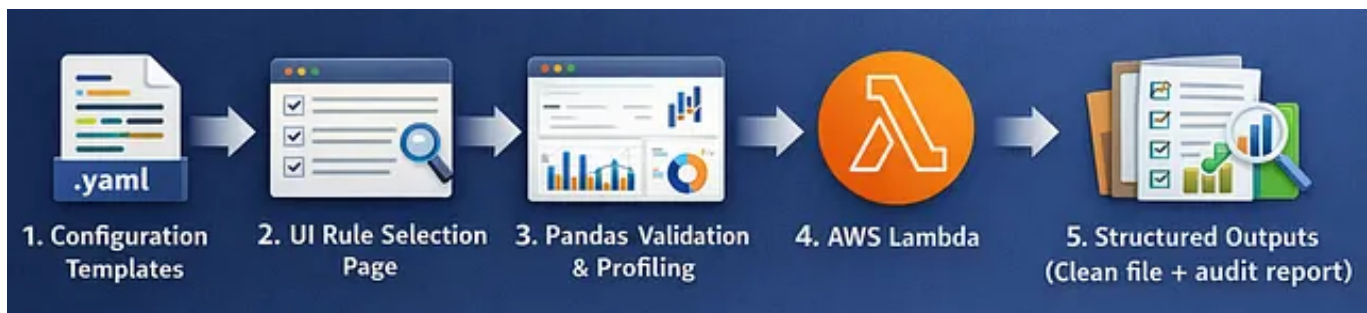 .yaml
1. Configuration
Templates
2. UI Rule Selection
Page
3. Pandas Validation
& Profiling
4. AWS Lambda
5. Structured Outputs
(Clean file + audit report)